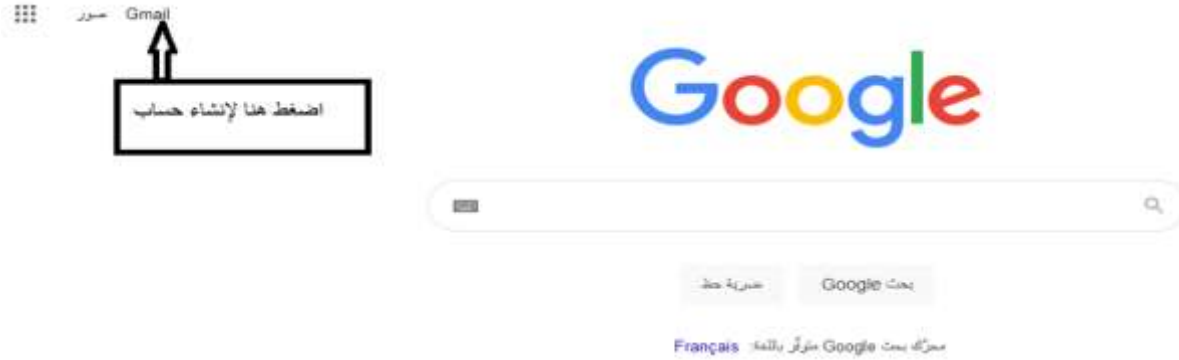 Gmail صور
اضغط هنا لإنشاء حساب
Google
بحث Google ضربة حظ
محرّك بحث Google متوفّر باللغة: Français